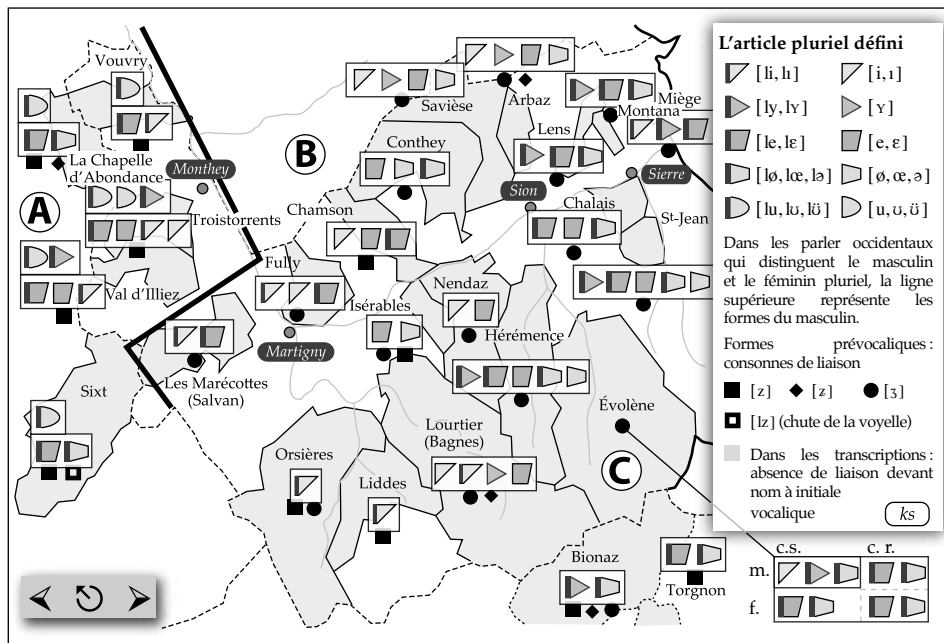 Vouvry
La Chapelle
d'Abondance
A
Monthey
Troistorrents
Val d'Illiez
Sixt
Les Marécottes
(Salvan)
Fully
Martigny
B
Savièse
Arbaz
Conthey
Lens
Montana
Miège
Sion
Sierre
Chalais
St-Jean
Chamson
Isérables
Nendaz
Hérémence
Évolène
C
Lourtier
(Bagnes)
Orsières
Liddes
Bionaz
Torgnon
L'article pluriel défini
[li, lɪ] [i, ɪ]
[ly, lʏ] [ʏ]
[le, lɛ] [e, ɛ]
[lø, lœ, lə] [ø, œ, ə]
[lu, lʊ, lʊ̈] [u, ʊ, ʊ̈]
Dans les parler occidentaux
qui distinguent le masculin
et le féminin pluriel, la ligne
supérieure représente les
formes du masculin.
Formes prévocaliques :
consonnes de liaison
[z] [ʑ] [ʒ]
[lz] (chute de la voyelle)
Dans les transcriptions :
absence de liaison devant
nom à initiale
vocalique
ks
c.s. c. r.
m.
f.